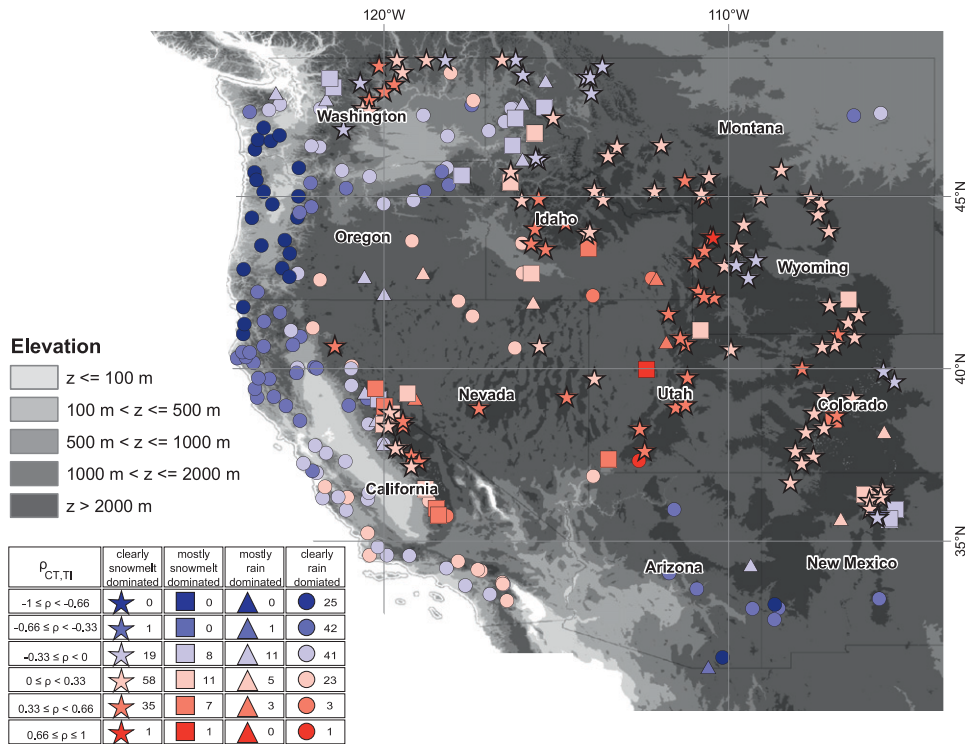 120°W 110°W
Washington
Montana
45°N
Idaho
Oregon
Wyoming
Elevation
z <= 100 m
100 m < z <= 500 m
500 m < z <= 1000 m
1000 m < z <= 2000 m
z > 2000 m
40°N
Nevada
Utah
Colorado
California
35°N
Arizona
New Mexico
ρCT,TI clearly snowmelt dominated mostly snowmelt dominated mostly rain dominated clearly rain domiated
-1 ≤ ρ < -0.66 0 0 0 25
-0.66 ≤ ρ < -0.33 1 0 1 42
-0.33 ≤ ρ < 0 19 8 11 41
0 ≤ ρ < 0.33 58 11 5 23
0.33 ≤ ρ < 0.66 35 7 3 3
0.66 ≤ ρ ≤ 1 1 1 0 1